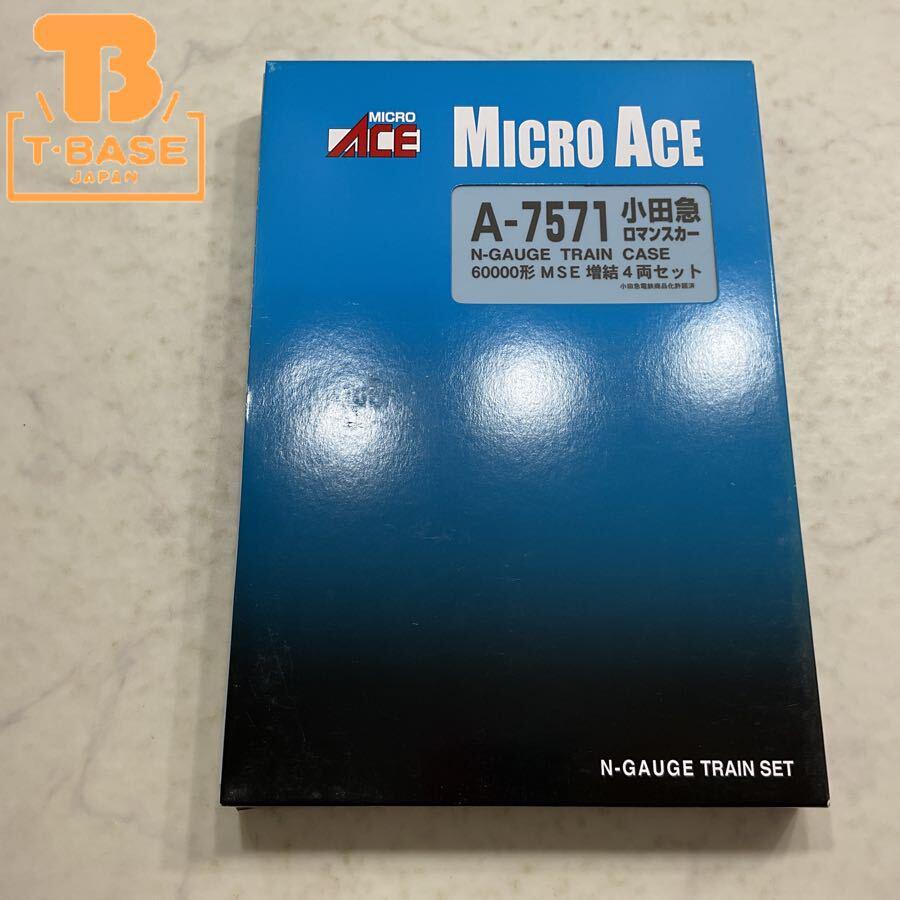 B
T·BASE
JAPAN
MICRO
ACE
MICRO ACE
A-7571 小田急
ロマンスカー
N-GAUGE TRAIN CASE
60000形 MSE 増結 4両セット
小田急電鉄商品化許諾済
N-GAUGE TRAIN SET